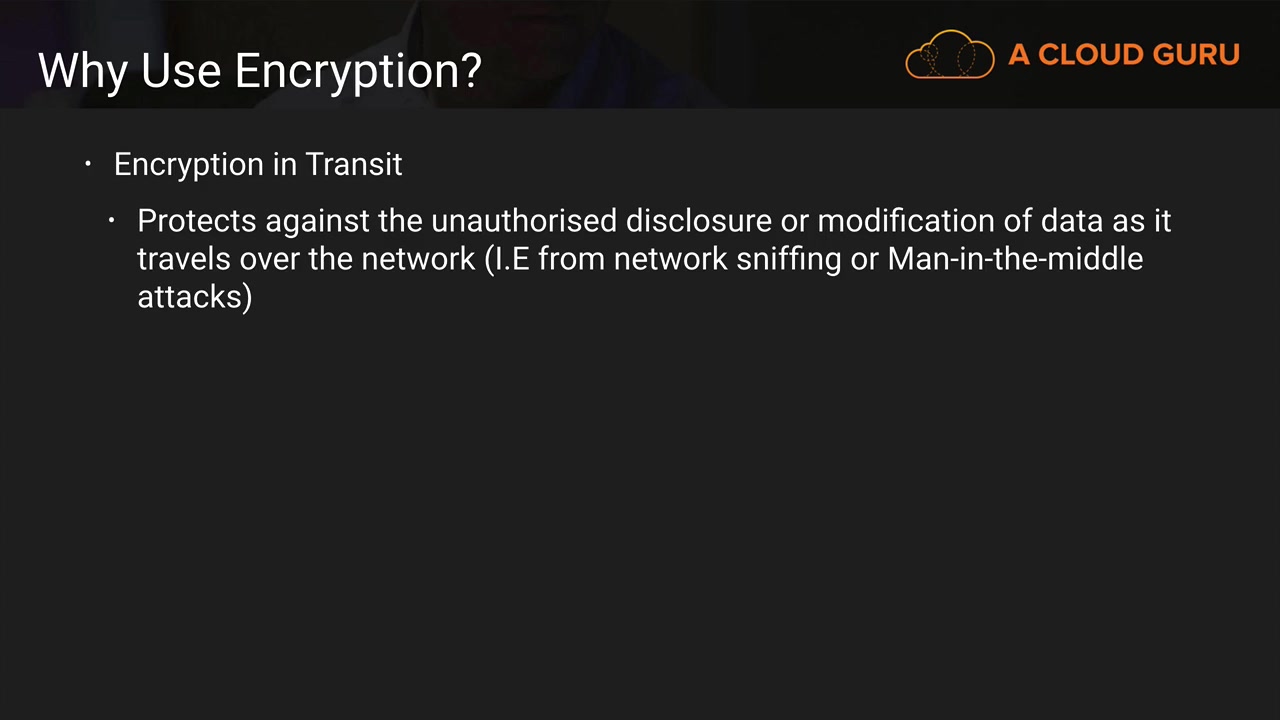 Why Use Encryption?
A CLOUD GURU
• Encryption in Transit
• Protects against the unauthorised disclosure or modification of data as it
travels over the network (I.E from network sniffing or Man-in-the-middle
attacks)